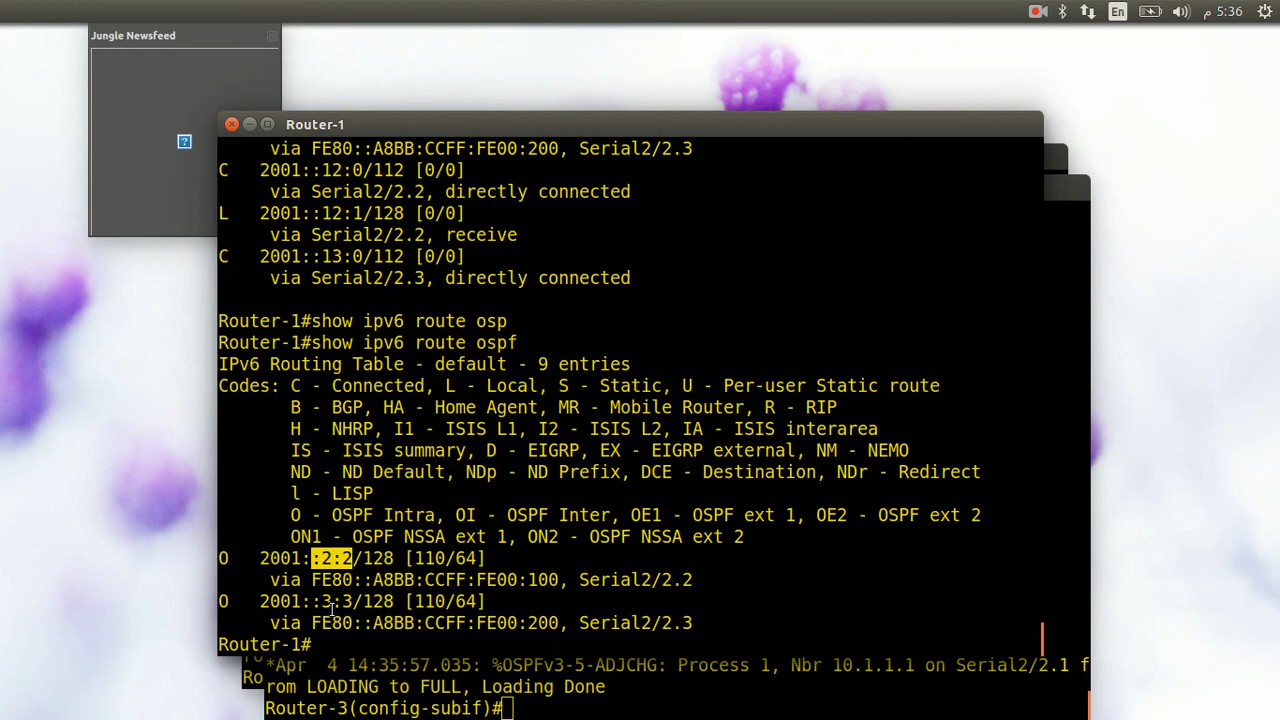 En
5:36 م
Jungle Newsfeed
Router-1
via FE80::A8BB:CCFF:FE00:200, Serial2/2.3
C   2001::12:0/112 [0/0]
via Serial2/2.2, directly connected
L   2001::12:1/128 [0/0]
via Serial2/2.2, receive
C   2001::13:0/112 [0/0]
via Serial2/2.3, directly connected
Router-1#show ipv6 route osp
Router-1#show ipv6 route ospf
IPv6 Routing Table - default - 9 entries
Codes: C - Connected, L - Local, S - Static, U - Per-user Static route
B - BGP, HA - Home Agent, MR - Mobile Router, R - RIP
H - NHRP, I1 - ISIS L1, I2 - ISIS L2, IA - ISIS interarea
IS - ISIS summary, D - EIGRP, EX - EIGRP external, NM - NEMO
ND - ND Default, NDp - ND Prefix, DCE - Destination, NDr - Redirect
l - LISP
O - OSPF Intra, OI - OSPF Inter, OE1 - OSPF ext 1, OE2 - OSPF ext 2
ON1 - OSPF NSSA ext 1, ON2 - OSPF NSSA ext 2
O   2001::2:2/128 [110/64]
via FE80::A8BB:CCFF:FE00:100, Serial2/2.2
O   2001::3:3/128 [110/64]
via FE80::A8BB:CCFF:FE00:200, Serial2/2.3
Router-1#
*Apr  4 14:35:57.035: %OSPFv3-5-ADJCHG: Process 1, Nbr 10.1.1.1 on Serial2/2.1 f
Ro
rom LOADING to FULL, Loading Done
Router-3(config-subif)#